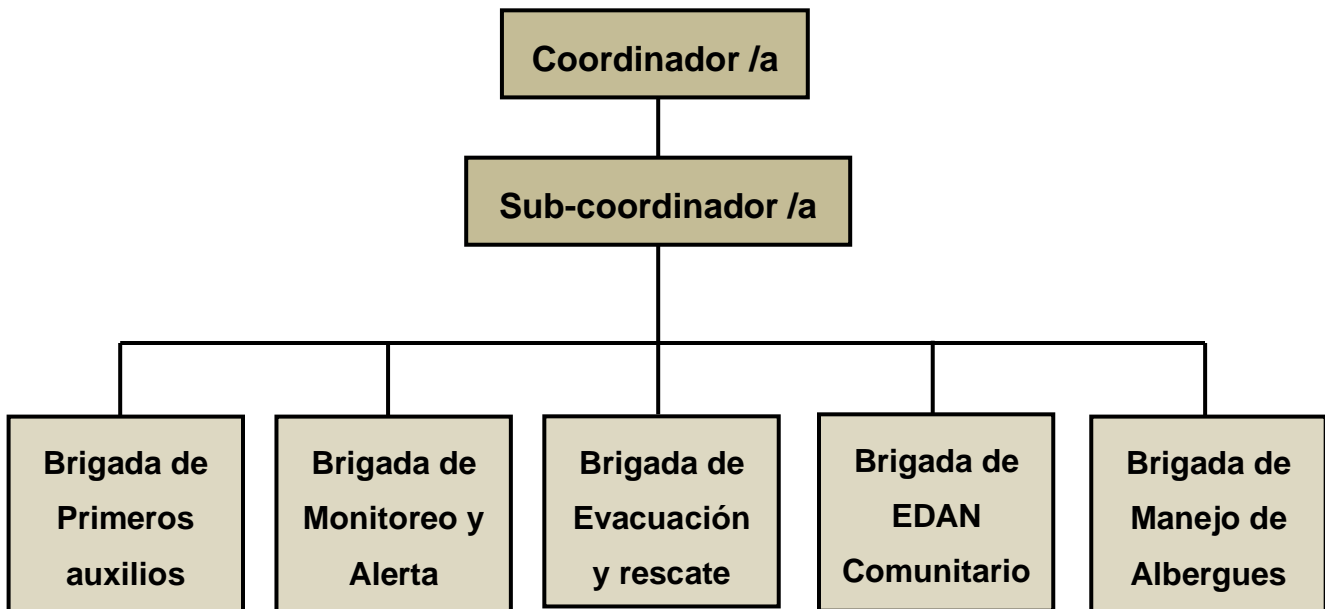 Coordinador /a
Sub-coordinador /a
Brigada de
Primeros
auxilios
Brigada de
Monitoreo y
Alerta
Brigada de
Evacuación
y rescate
Brigada de
EDAN
Comunitario
Brigada de
Manejo de
Albergues